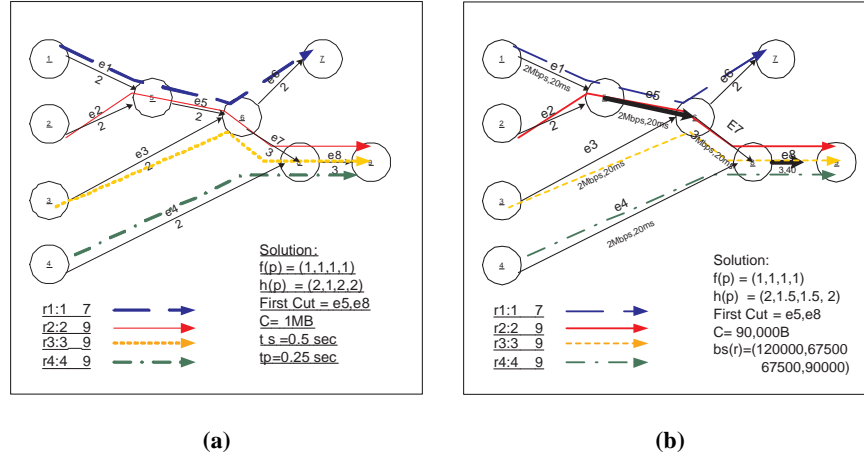 1
e1
2
2
e2
2
5
e5
2
6
e6
2
7
e3
2
e7
3
e8
3
9
3
e4
2
4
Solution:
f(p) = (1,1,1,1)
h(p) = (2,1,2,2)
First Cut = e5,e8
C= 1MB
t s =0.5 sec
tp=0.25 sec
r1:1 7
r2:2 9
r3:3 9
r4:4 9
(a)
1
e1
2Mbps,20ms
2
e2
2Mbps,20ms
e5
2Mbps,20ms
e6
2
7
e3
2Mbps,20ms
E7
3Mbps,20ms
e8
3,40
3
e4
2Mbps,20ms
4
Solution:
f(p) = (1,1,1,1)
h(p) = (2,1.5,1.5, 2)
First Cut = e5,e8
C= 90,000B
bs(r)=(120000,67500
67500,90000)
r1:1 7
r2:2 9
r3:3 9
r4:4 9
(b)